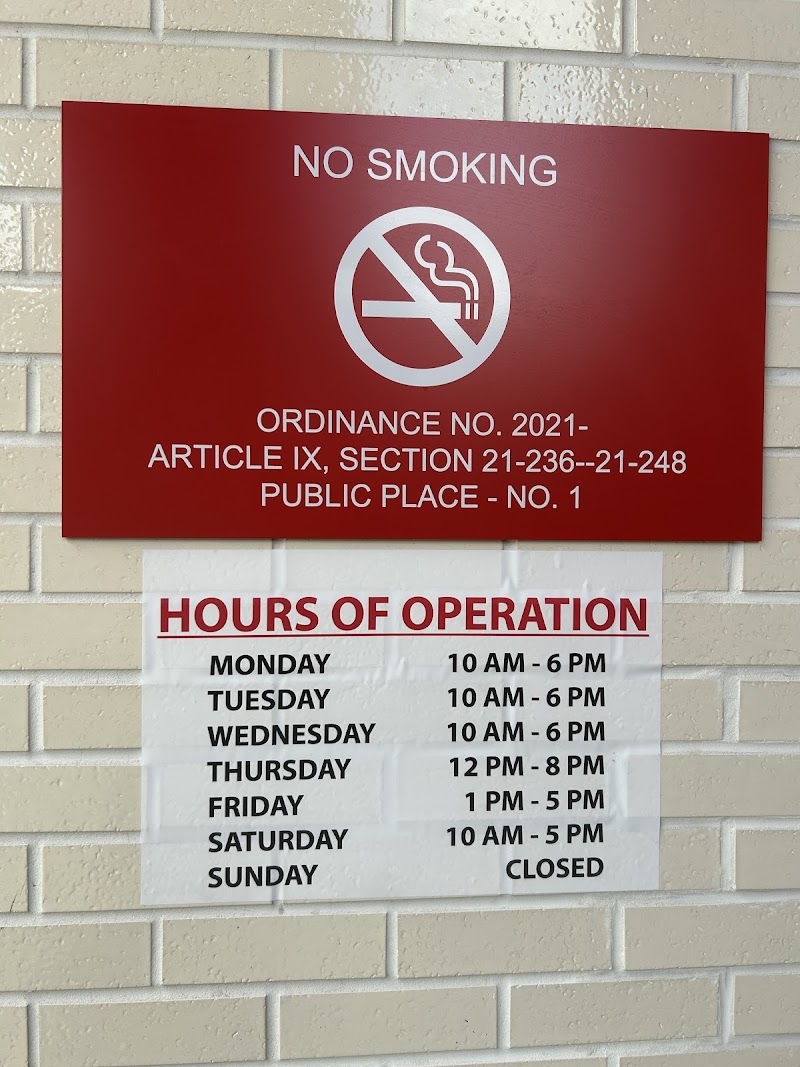 NO SMOKING
ORDINANCE NO. 2021-
ARTICLE IX, SECTION 21-236--21-248
PUBLIC PLACE - NO. 1
HOURS OF OPERATION
MONDAY 10 AM - 6 PM
TUESDAY 10 AM - 6 PM
WEDNESDAY 10 AM - 6 PM
THURSDAY 12 PM - 8 PM
FRIDAY 1 PM - 5 PM
SATURDAY 10 AM - 5 PM
SUNDAY CLOSED